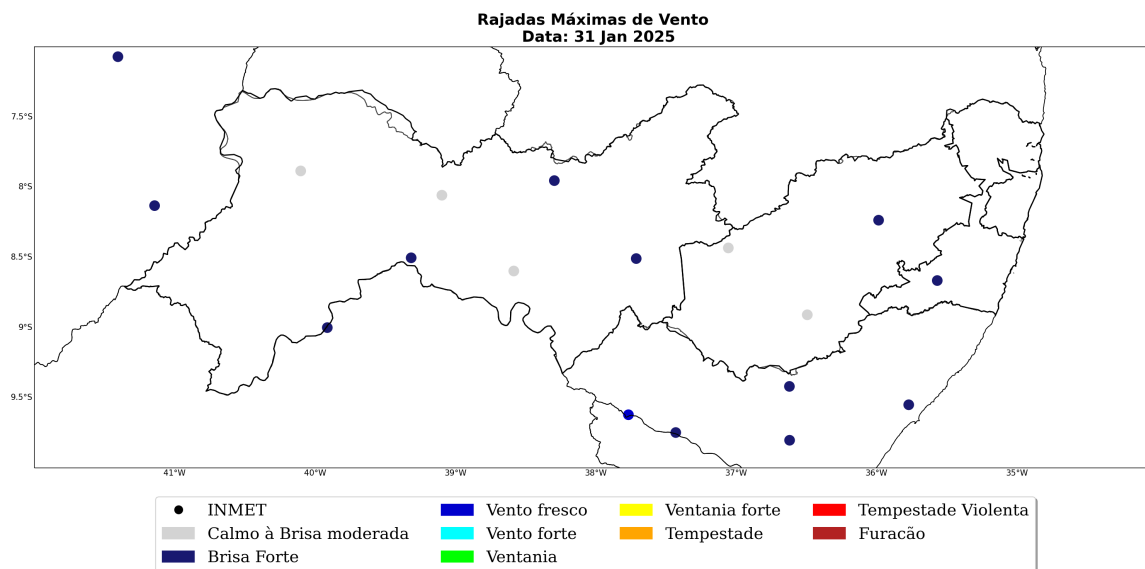 Rajadas Máximas de Vento
Data: 31 Jan 2025
7.5°S
8°S
8.5°S
9°S
9.5°S
41°W 40°W 39°W 38°W 37°W 36°W 35°W
INMET Vento fresco Ventania forte Tempestade Violenta
Calmo à Brisa moderada Vento forte Tempestade Furacão
Brisa Forte Ventania